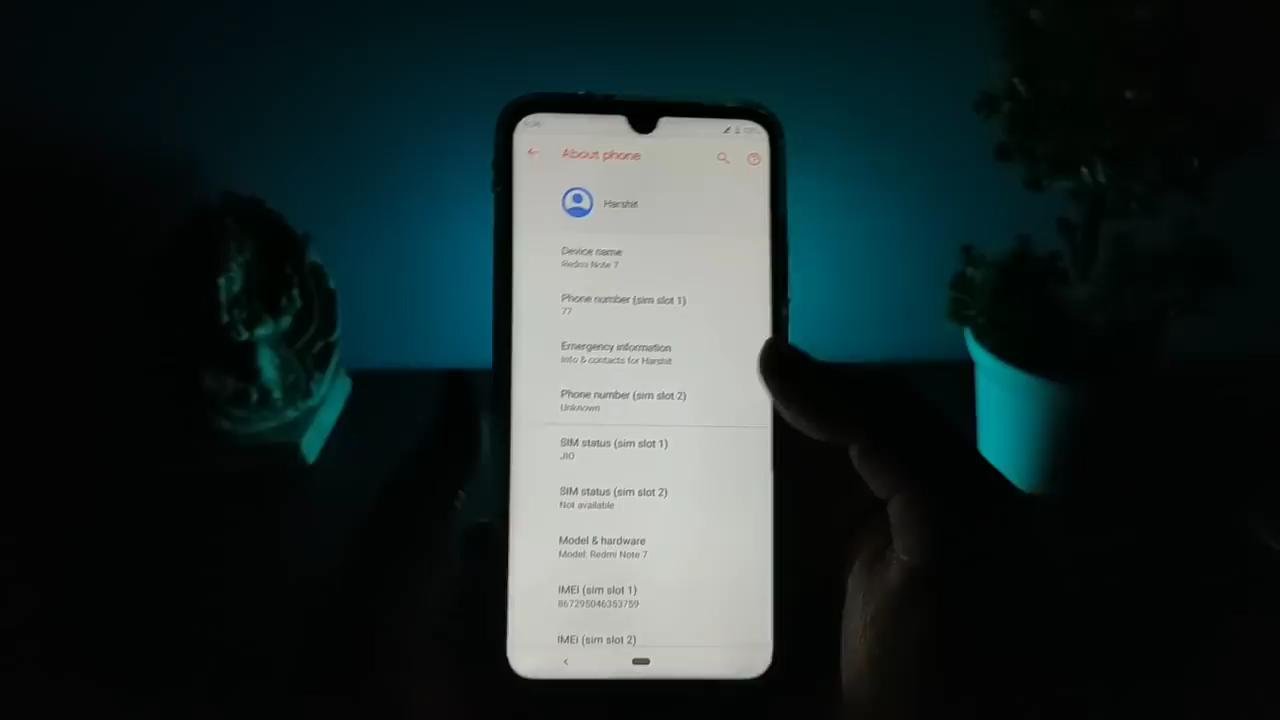 About phone
Harshit
Device name
Redmi Note 7
Phone number (sim slot 1)
77
Emergency information
Info & contacts for Harshit
Phone number (sim slot 2)
Unknown
SIM status (sim slot 1)
JIO
SIM status (sim slot 2)
Not available
Model & hardware
Model: Redmi Note 7
IMEI (sim slot 1)
867295046353759
IMEI (sim slot 2)